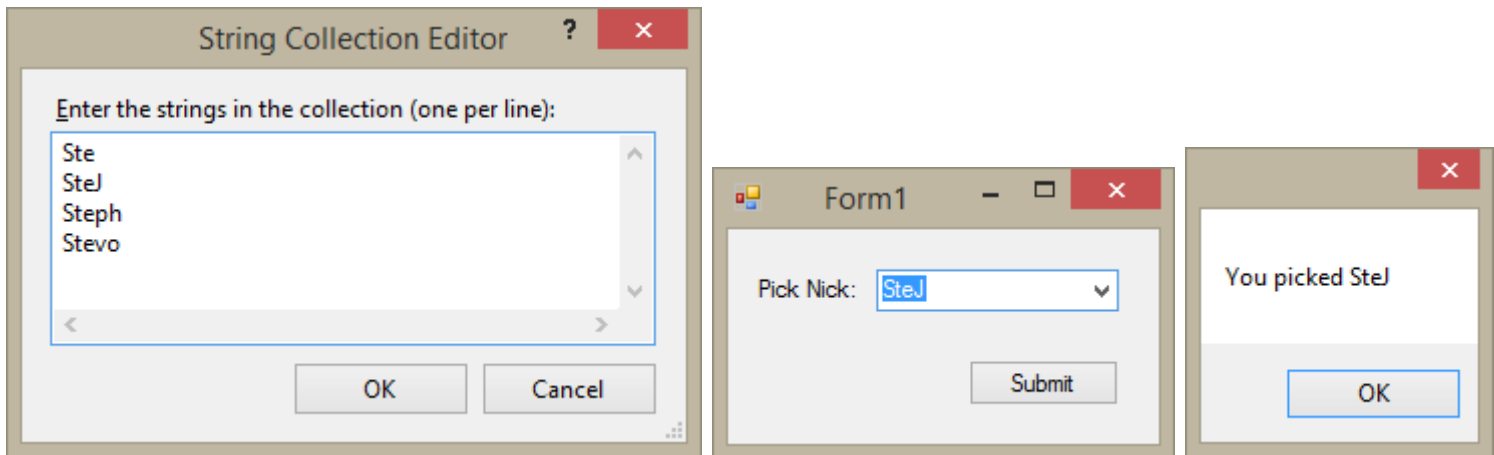 String Collection Editor ?
Enter the strings in the collection (one per line):
Ste
SteJ
Steph
Stevo
OK Cancel
Form1
Pick Nick: SteJ
Submit
You picked SteJ
OK